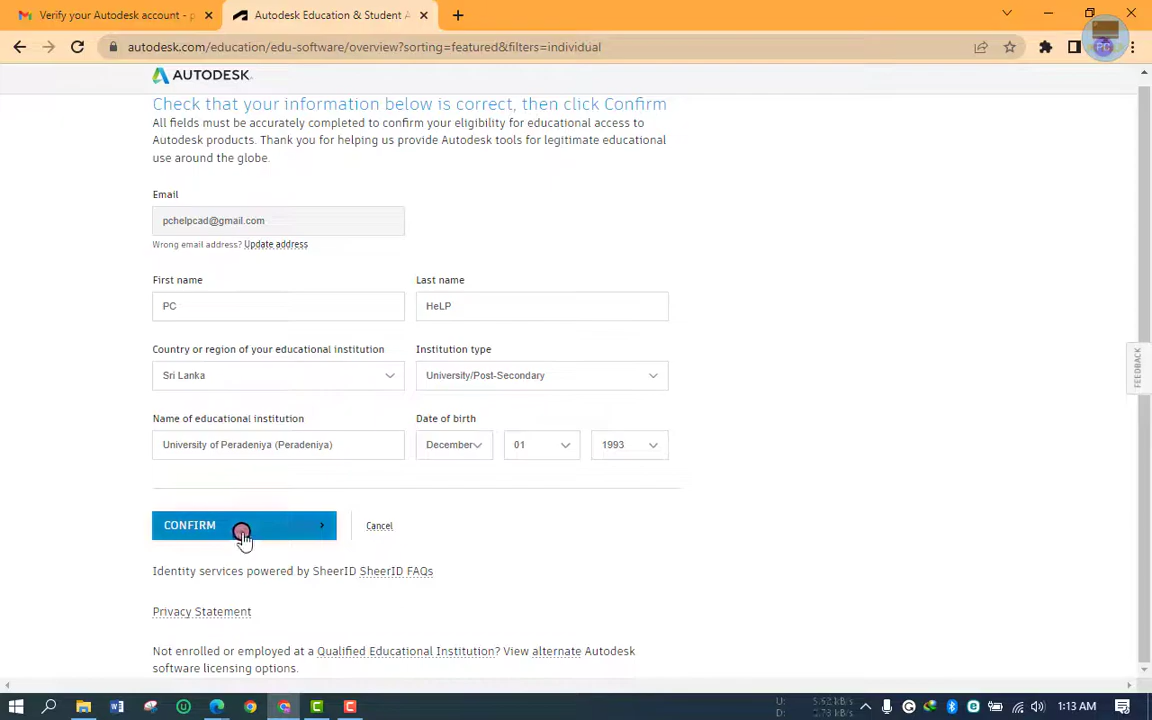 Verify your Autodesk account - p
Autodesk Education & Student A
autodesk.com/education/edu-software/overview?sorting=featured&filters=individual
PC
AUTODESK
Check that your information below is correct, then click Confirm
All fields must be accurately completed to confirm your eligibility for educational access to
Autodesk products. Thank you for helping us provide Autodesk tools for legitimate educational
use around the globe.
Email
pchelpcad@gmail.com
Wrong email address? Update address
First name
Last name
PC
HeLP
Country or region of your educational institution
Institution type
Sri Lanka
University/Post-Secondary
FEEDBACK
Name of educational institution
Date of birth
University of Peradeniya (Peradeniya)
December
01
1993
CONFIRM
Cancel
Identity services powered by SheerID SheerID FAQs
Privacy Statement
Not enrolled or employed at a Qualified Educational Institution? View alternate Autodesk
software licensing options.
U:
D:
1:13 AM